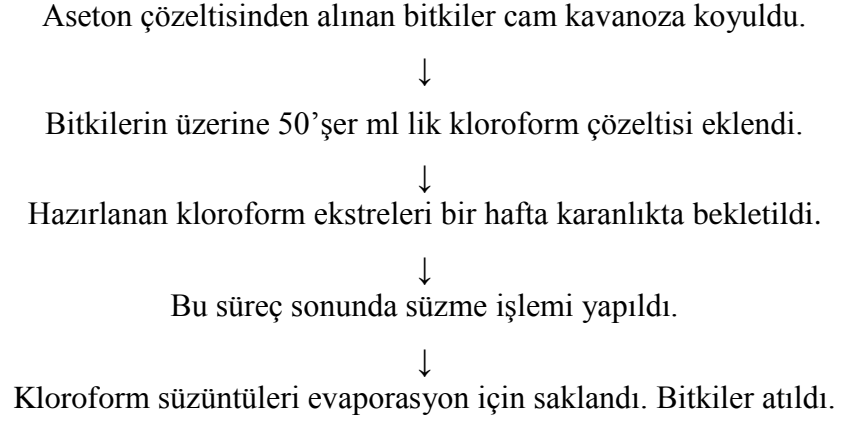 Aseton çözeltisinden alınan bitkiler cam kavanoza koyuldu.
↓
Bitkilerin üzerine 50’şer ml lik kloroform çözeltisi eklendi.
↓
Hazırlanan kloroform ekstreleri bir hafta karanlıkta bekletildi.
↓
Bu süreç sonunda süzme işlemi yapıldı.
↓
Kloroform süzüntüleri evaporasyon için saklandı. Bitkiler atıldı.